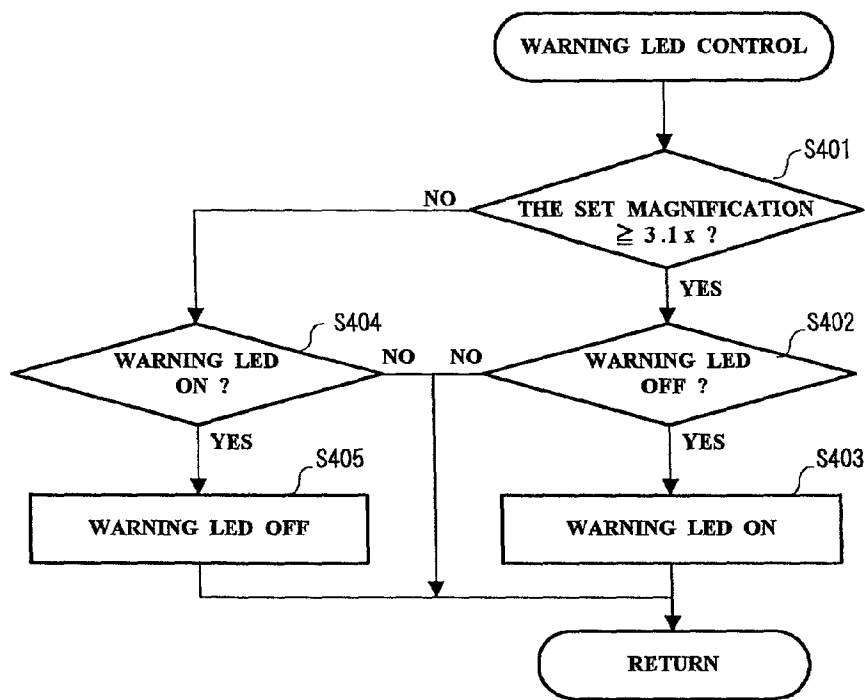 WARNING LED CONTROL
S401
NO
THE SET MAGNIFICATION
≧ 3.1x ?
YES
S404
WARNING LED
ON ?
NO
NO
S402
WARNING LED
OFF ?
YES
YES
S405
WARNING LED OFF
S403
WARNING LED ON
RETURN